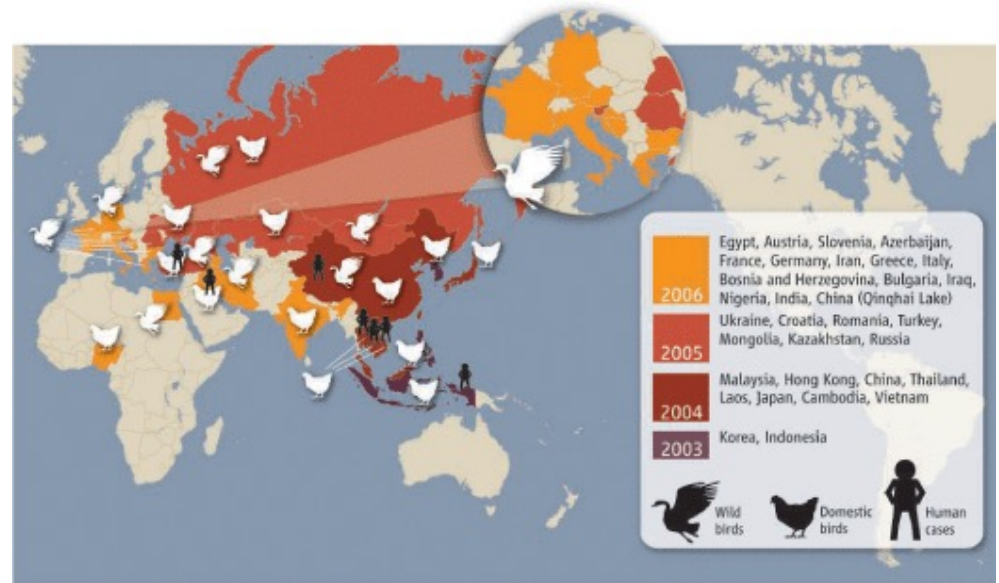 Egypt, Austria, Slovenia, Azerbaijan,
France, Germany, Iran, Greece, Italy,
Bosnia and Herzegovina, Bulgaria, Iraq,
2006 Nigeria, India, China (Qinghai Lake)
Ukraine, Croatia, Romania, Turkey,
Mongolia, Kazakhstan, Russia
2005
Malaysia, Hong Kong, China, Thailand,
Laos, Japan, Cambodia, Vietnam
2004
2003 Korea, Indonesia
Wild birds
Domestic birds
Human cases